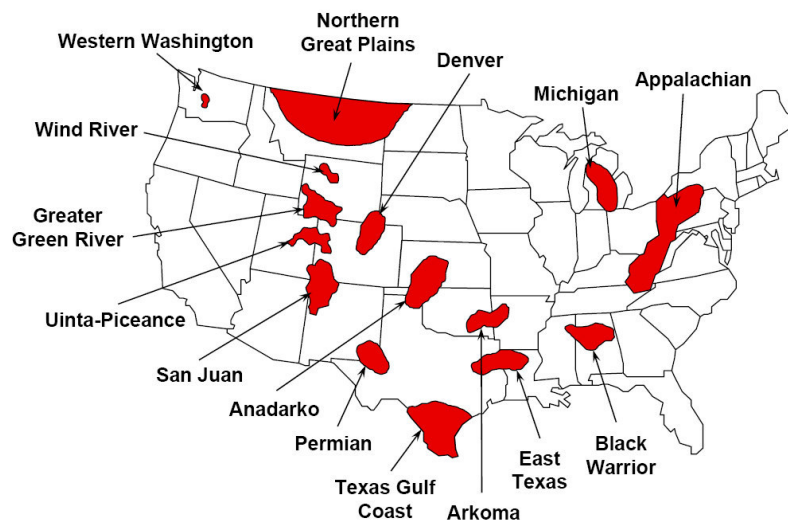 Northern
Great Plains
Western Washington
Denver
Michigan
Appalachian
Wind River
Greater
Green River
Uinta-Piceance
San Juan
Anadarko
Permian
Texas Gulf
Coast
Arkoma
East
Texas
Black
Warrior